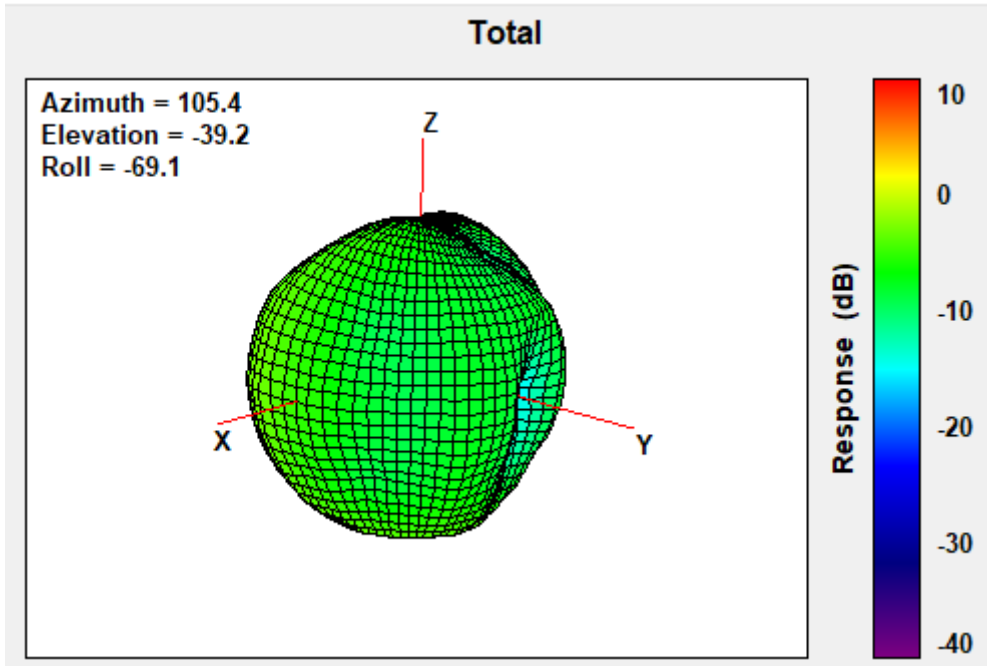 Total
Azimuth = 105.4
Elevation = -39.2
Roll = -69.1
Z
X
Y
10
0
-10
-20
-30
-40
Response (dB)